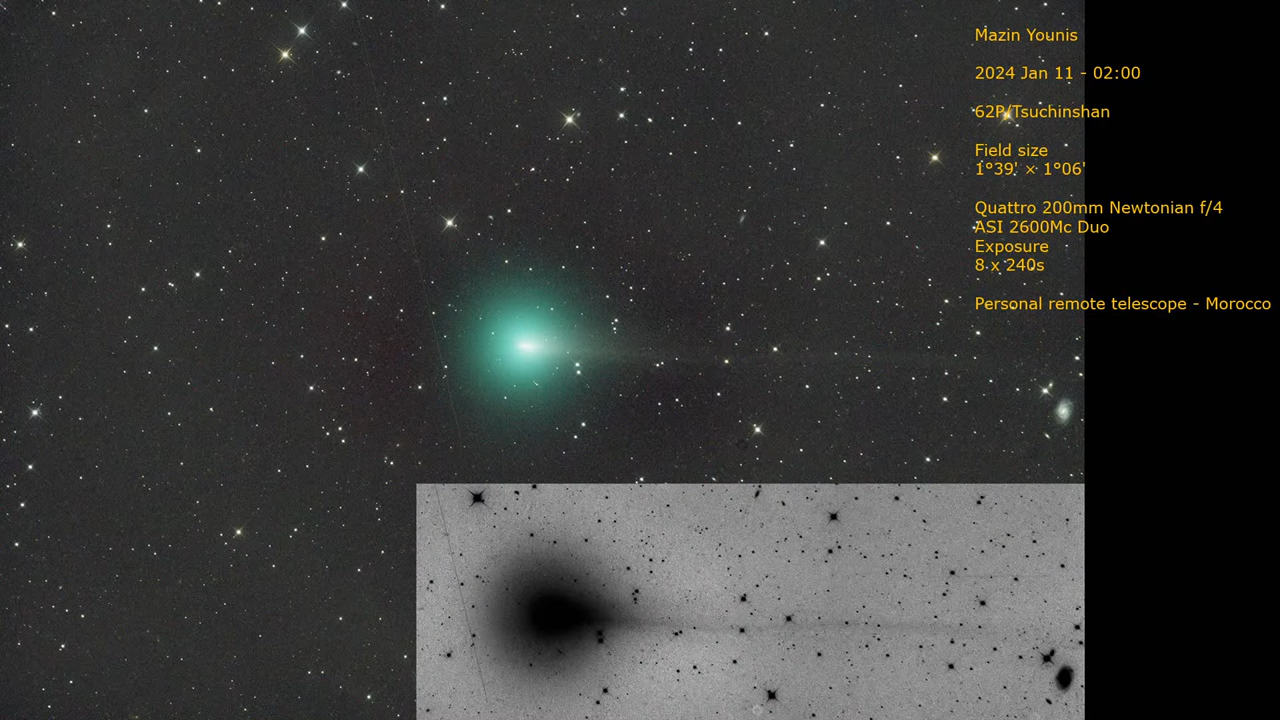 Mazin Younis
2024 Jan 11 - 02:00
62P/Tsuchinshan
Field size
1°39' × 1°06'
Quattro 200mm Newtonian f/4
ASI 2600Mc Duo
Exposure
8 x 240s
Personal remote telescope - Morocco